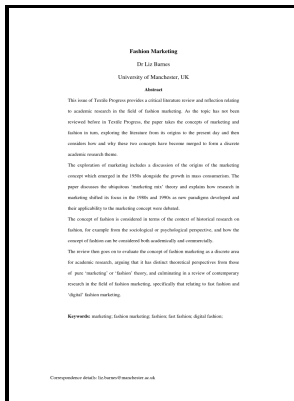 Fashion Marketing
Dr Liz Barnes
University of Manchester, UK
Abstract
This issue of Textile Progress provides a critical literature review and reflection relating
to academic research in the field of fashion marketing. As the topic has not been
reviewed before in Textile Progress, the paper takes the concepts of marketing and
fashion in turn, exploring the literature from its origins to the present day and then
considers how and why these two concepts have become merged to form a discrete
academic research theme.
The exploration of marketing includes a discussion of the origins of the marketing
concept which emerged in the 1950s alongside the growth in mass consumerism. The
paper discusses the ubiquitous 'marketing mix' theory and explains how research in
marketing shifted its focus in the 1980s and 1990s as new paradigms developed and
their applicability to the marketing concept were debated.
The concept of fashion is considered in terms of the context of historical research on
fashion, for example from the sociological or psychological perspective, and how the
concept of fashion can be considered both academically and commercially.
The review then goes on to evaluate the concept of fashion marketing as a discrete area
for academic research, arguing that it has distinct theoretical perspectives from those
of pure 'marketing' or 'fashion' theory, and culminating in a review of contemporary
research in the field of fashion marketing, specifically that relating to fast fashion and
'digital' fashion marketing.
Keywords: marketing; fashion marketing; fashion; fast fashion; digital fashion;
Correspondence details: liz.barnes@manchester.ac.uk